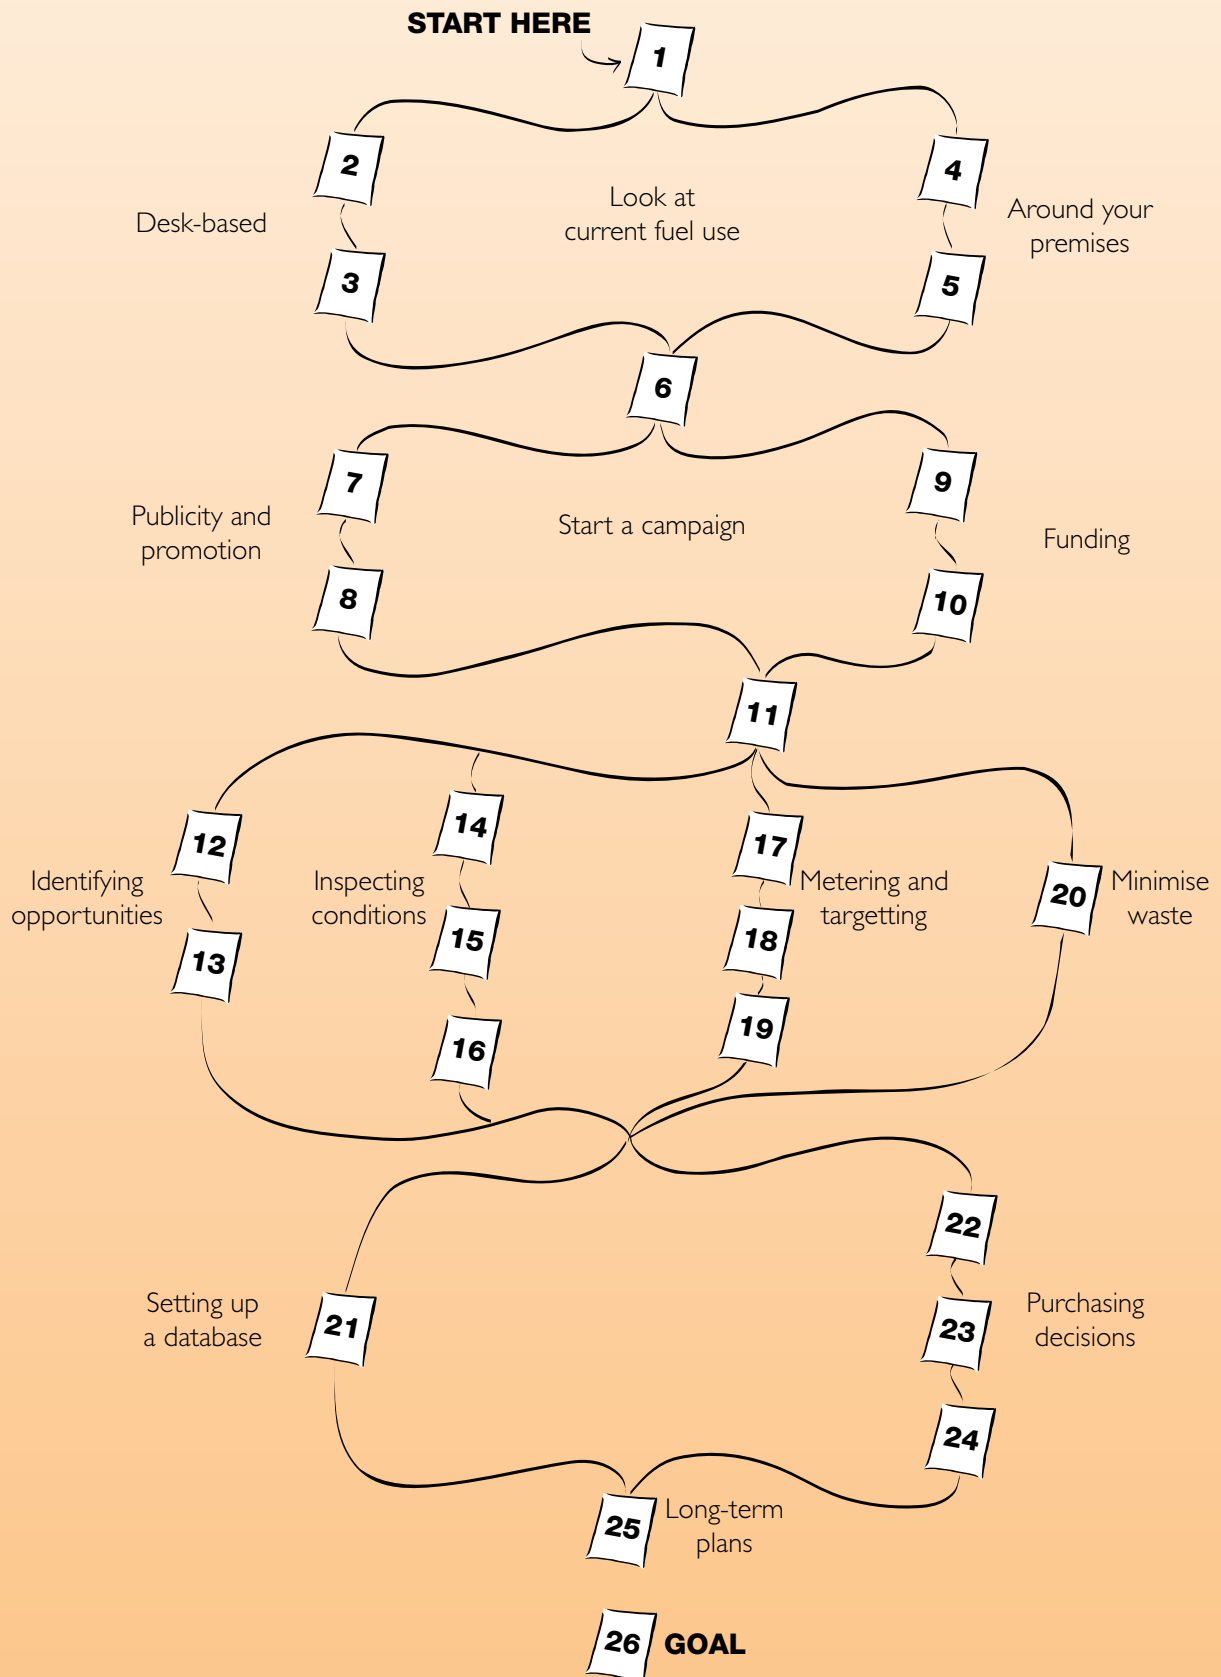 START HERE
1
2
4
Desk-based
Look at
current fuel use
Around your
premises
3
5
6
7
9
Publicity and
promotion
Start a campaign
Funding
8
10
11
12
14
17
20
Identifying
opportunities
Inspecting
conditions
Metering and
targetting
Minimise
waste
13
15
18
16
19
22
Setting up
a database
21
23
Purchasing
decisions
24
25
Long-term
plans
26
GOAL